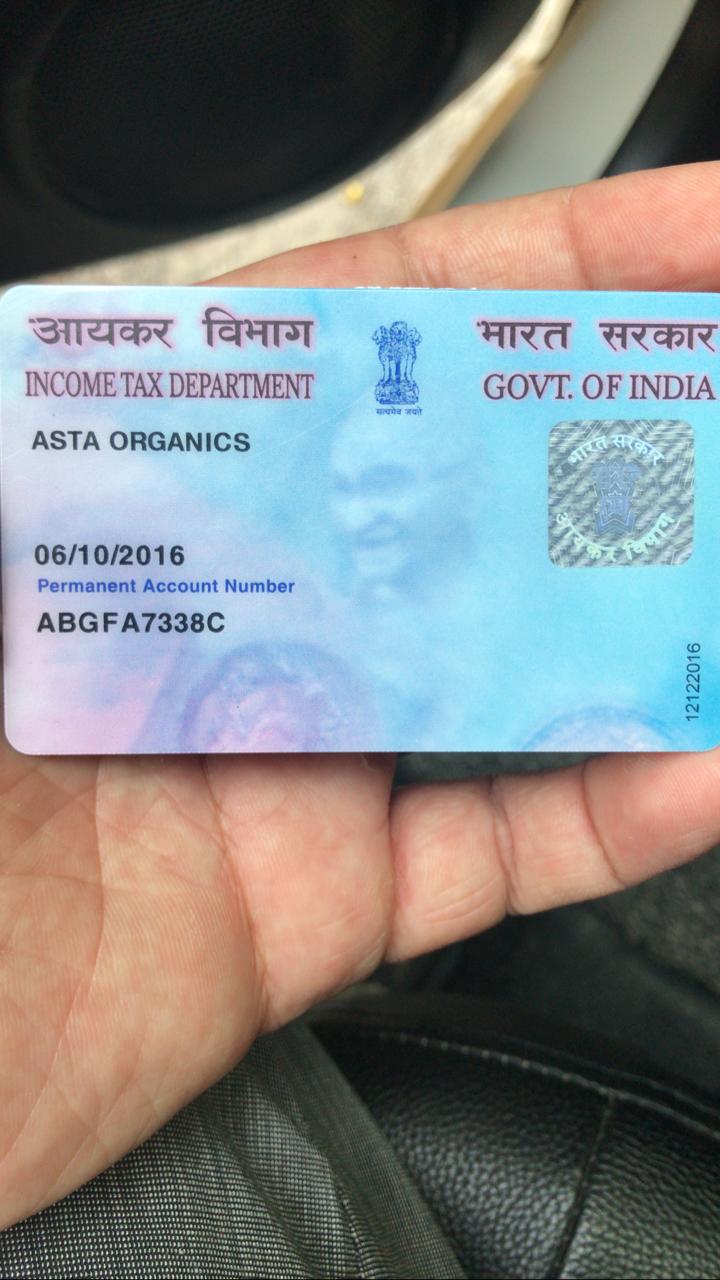 आयकर विभाग
INCOME TAX DEPARTMENT
सत्यमेव जयते
भारत सरकार
GOVT. OF INDIA
ASTA ORGANICS
भारत सरकार
आयकर विभाग
06/10/2016
Permanent Account Number
ABGFA7338C
12122016